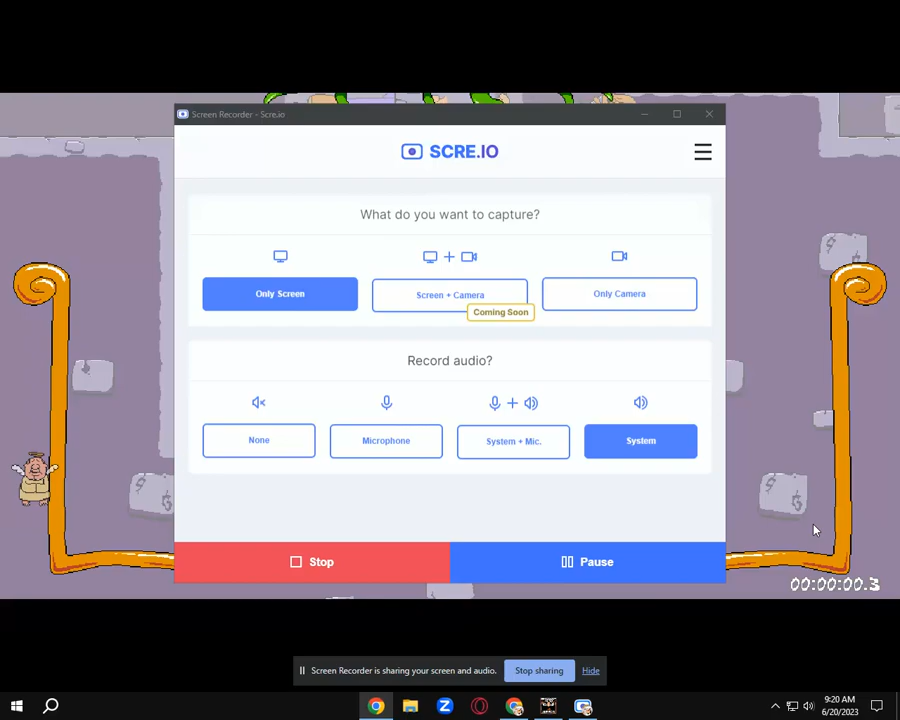 Screen Recorder - Scre.io
SCRE.IO
What do you want to capture?
Only Screen
Screen + Camera
Only Camera
Coming Soon
Record audio?
None
Microphone
System + Mic.
System
Stop
Pause
00:00:00.3
Screen Recorder is sharing your screen and audio.
Stop sharing
Hide
9:20 AM
6/20/2023